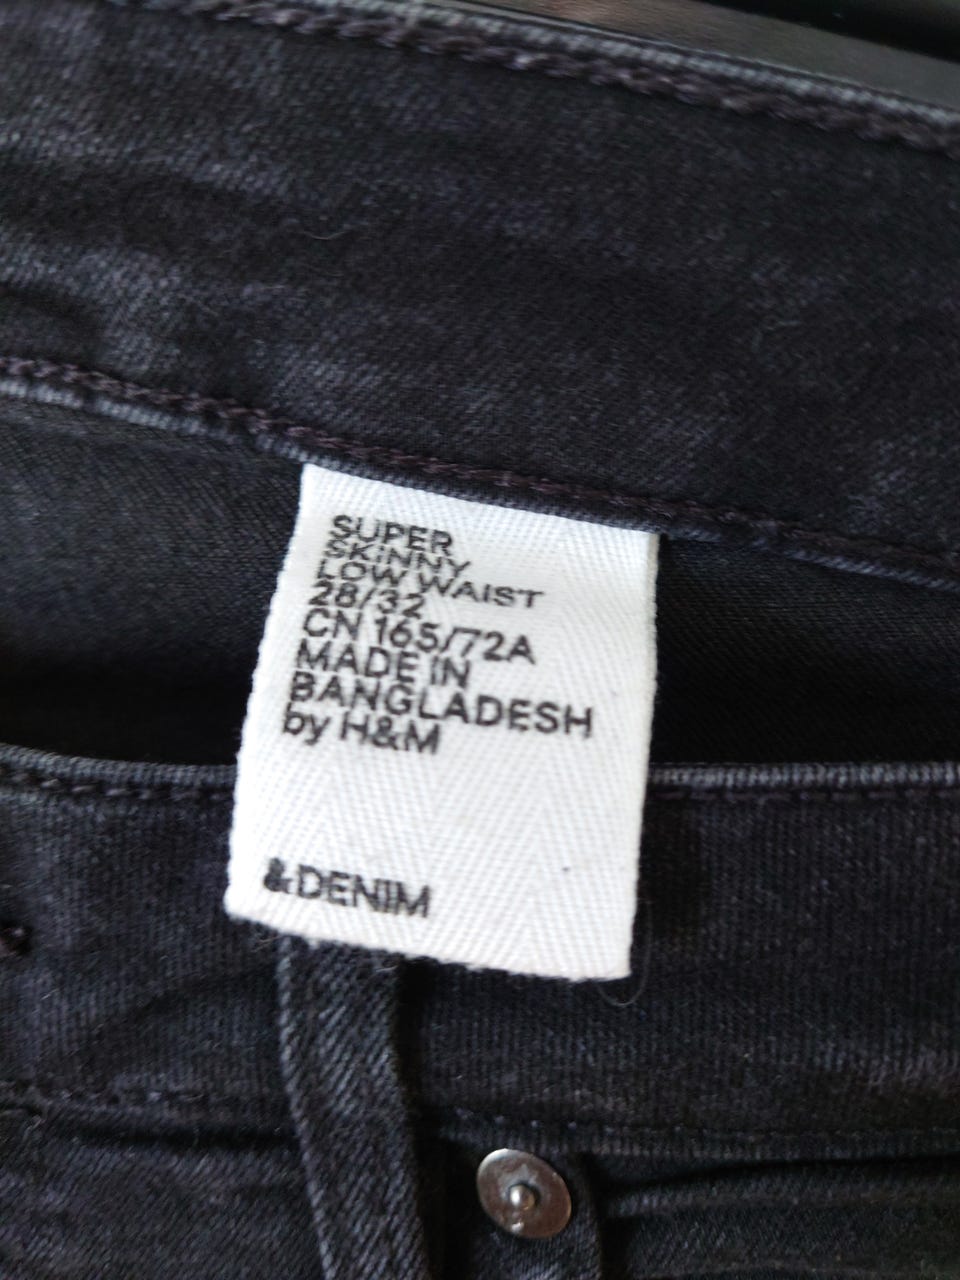 SUPER
SKINNY
LOW WAIST
28/32
CN 165/72A
MADE IN
BANGLADESH
by H&M
&DENIM